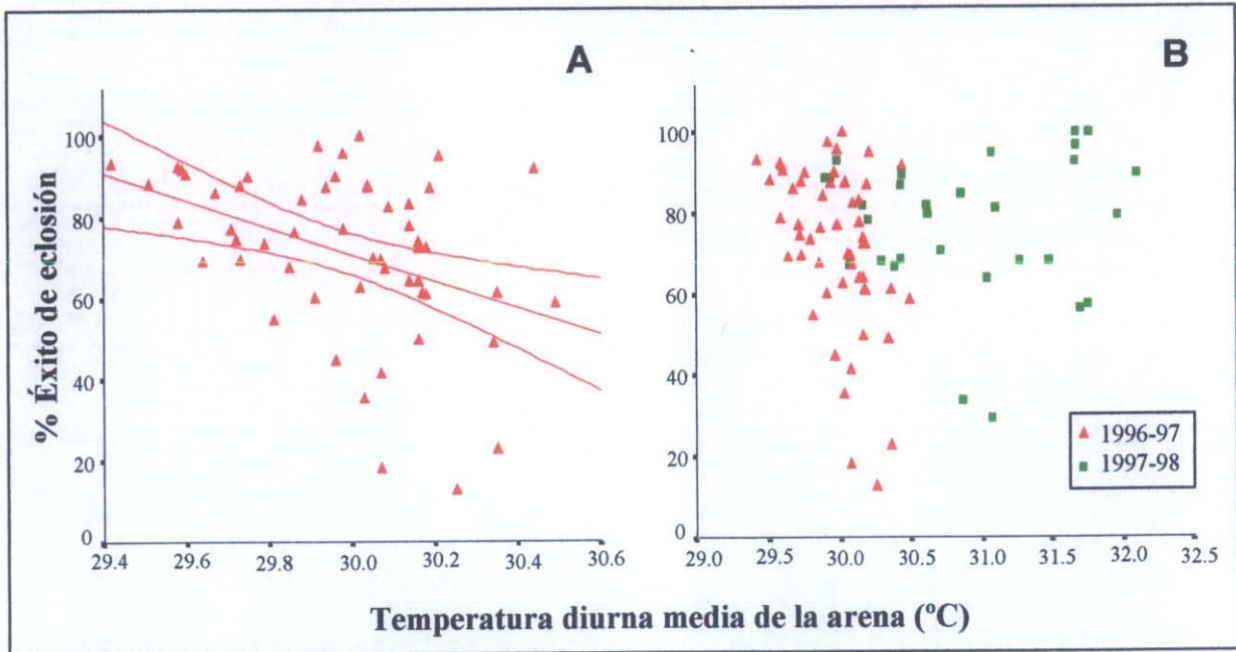 A
B
% Éxito de eclosión
100
80
60
40
20
0
29.4 29.6 29.8 30.0 30.2 30.4 30.6
100
80
60
40
20
0
29.0 29.5 30.0 30.5 31.0 31.5 32.0 32.5
1996-97
1997-98
Temperatura diurna media de la arena (ºC)